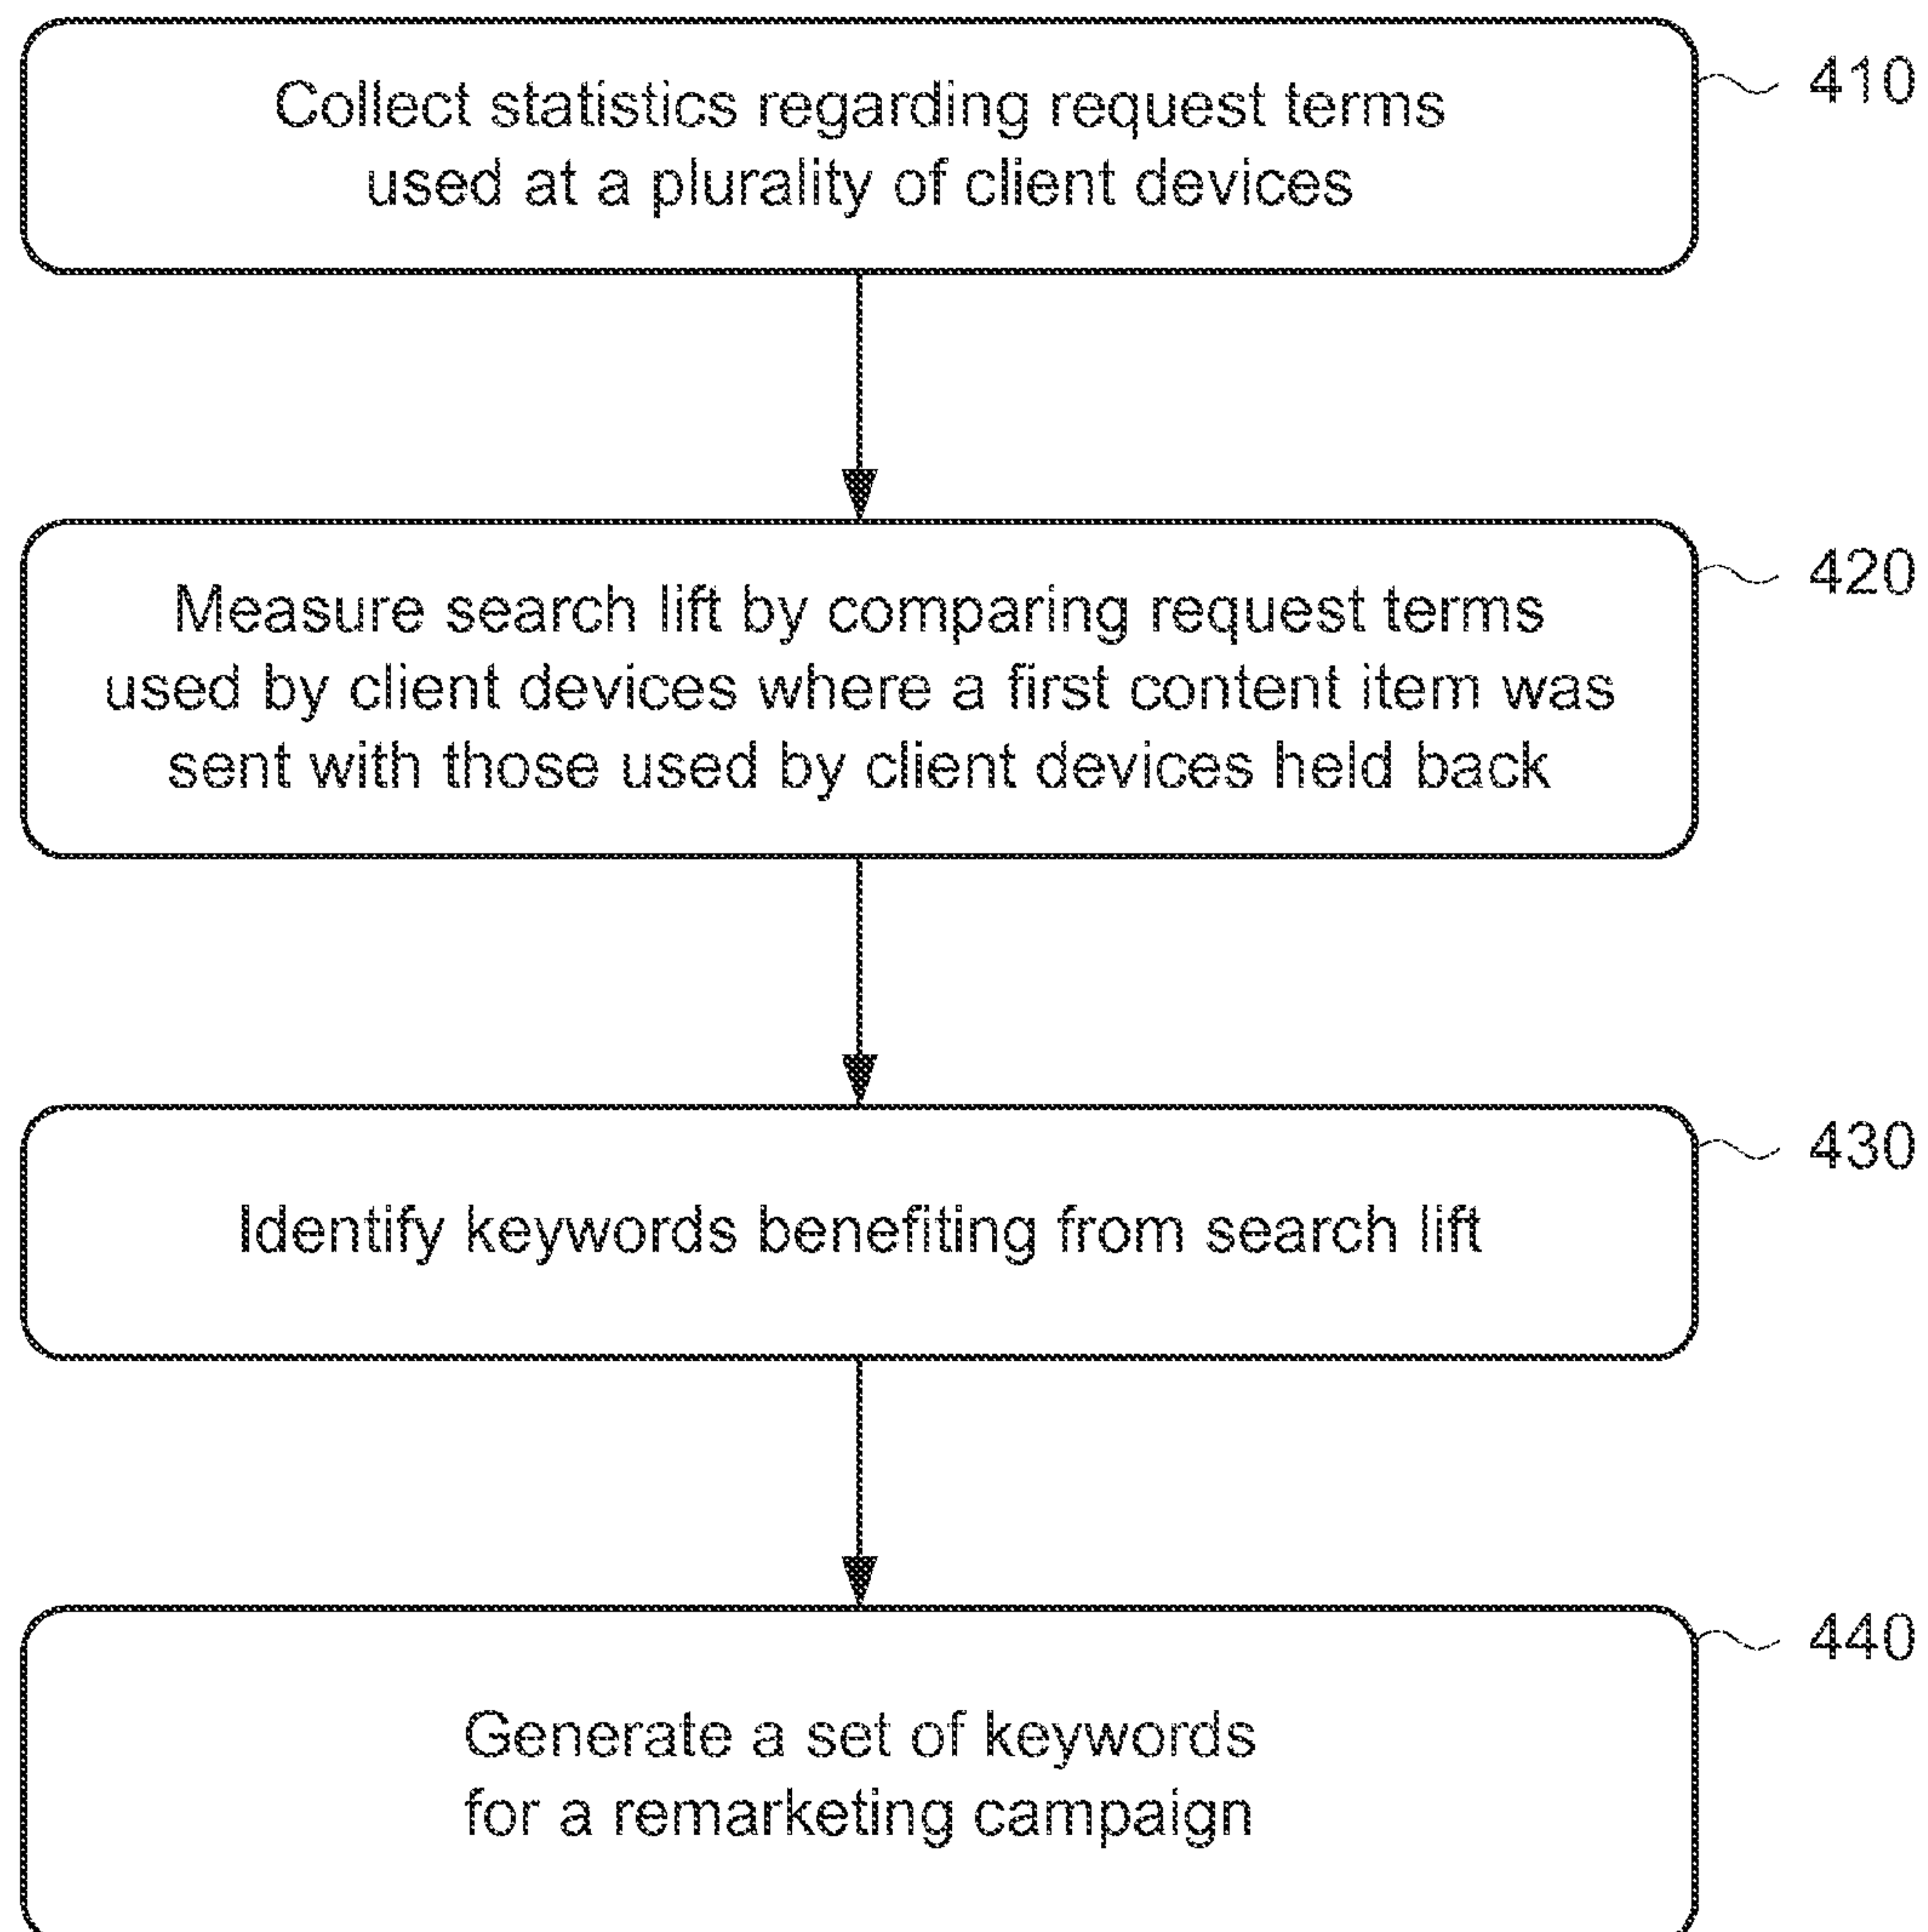 Collect statistics regarding request terms
used at a plurality of client devices
410
Measure search lift by comparing request terms
used by client devices where a first content item was
sent with those used by client devices held back
420
Identify keywords benefiting from search lift
430
Generate a set of keywords
for a remarketing campaign
440